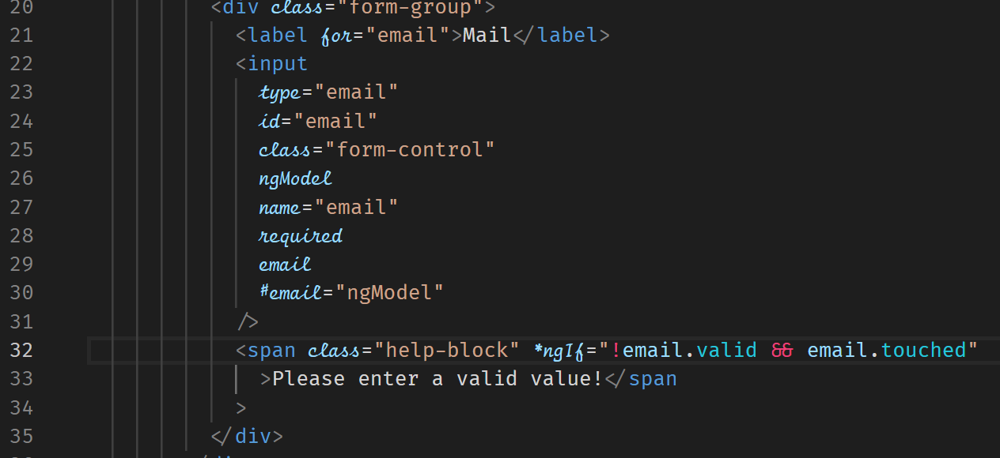 20 <div class="form-group">
21 <label for="email">Mail</label>
22 <input
23 type="email"
24 id="email"
25 class="form-control"
26 ngModel
27 name="email"
28 required
29 email
30 #email="ngModel"
31 />
32 <span class="help-block" *ngIf="!email.valid && email.touched"
33 >Please enter a valid value!</span
34 >
35 </div>